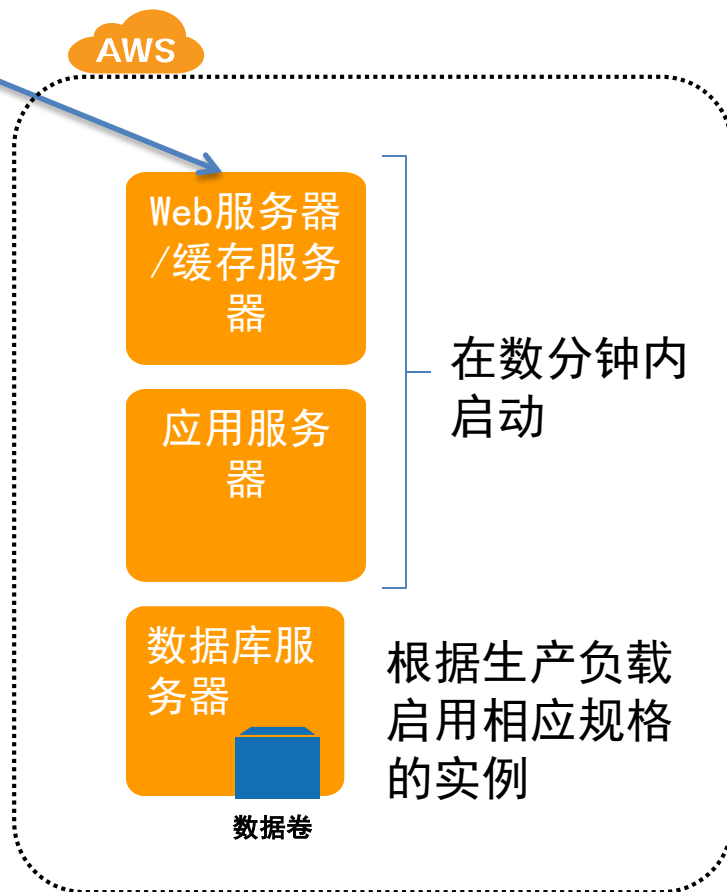 AWS
Web服务器
/缓存服务
器
在数分钟内
启动
应用服务
器
数据库服
务器
根据生产负载
启用相应规格
的实例
数据卷